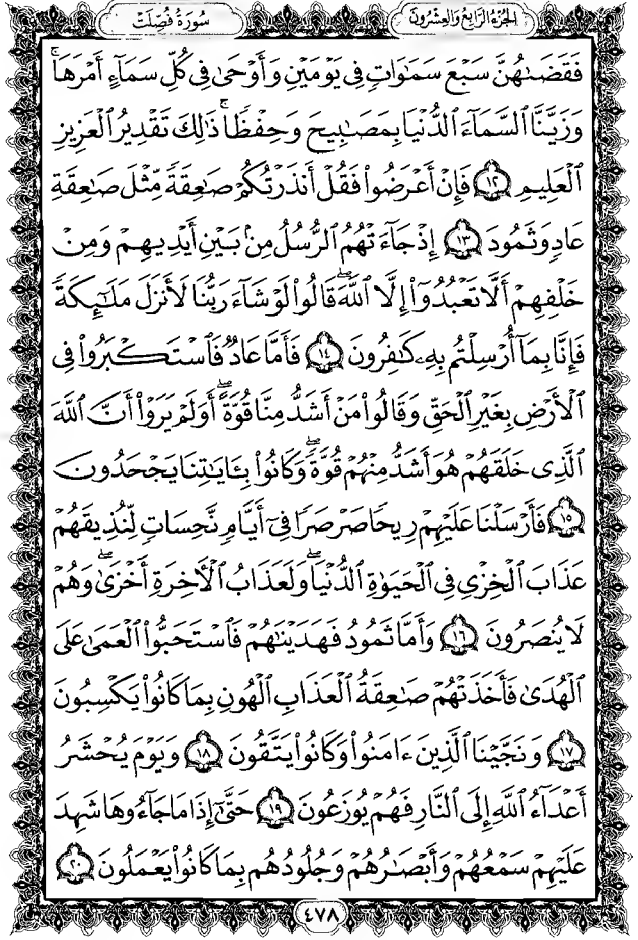 الجزء الرابع والعشرون
سورة فصلت
فَقَضَىٰهُنَّ سَبْعَ سَمَٰوَاتٍ فِى يَوْمَيْنِ وَأَوْحَىٰ فِى كُلِّ سَمَآءٍ أَمْرَهَا ۚ
وَزَيَّنَّا ٱلسَّمَآءَ ٱلدُّنْيَا بِمَصَٰبِيحَ وَحِفْظًا ۚ ذَٰلِكَ تَقْدِيرُ ٱلْعَزِيزِ
ٱلْعَلِيمِ ١٢ فَإِنْ أَعْرَضُوا۟ فَقُلْ أَنذَرْتُكُمْ صَٰعِقَةً مِّثْلَ صَٰعِقَةِ
عَادٍ وَثَمُودَ ١٣ إِذْ جَآءَتْهُمُ ٱلرُّسُلُ مِنۢ بَيْنِ أَيْدِيهِمْ وَمِنْ
خَلْفِهِمْ أَلَّا تَعْبُدُوٓا۟ إِلَّا ٱللَّهَ ۖ قَالُوا۟ لَوْ شَآءَ رَبُّنَا لَأَنزَلَ مَلَٰٓئِكَةً
فَإِنَّا بِمَآ أُرْسِلْتُم بِهِۦ كَٰفِرُونَ ١٤ فَأَمَّا عَادٌ فَٱسْتَكْبَرُوا۟ فِى
ٱلْأَرْضِ بِغَيْرِ ٱلْحَقِّ وَقَالُوا۟ مَنْ أَشَدُّ مِنَّا قُوَّةً ۖ أَوَلَمْ يَرَوْا۟ أَنَّ ٱللَّهَ
ٱلَّذِى خَلَقَهُمْ هُوَ أَشَدُّ مِنْهُمْ قُوَّةً ۖ وَكَانُوا۟ بِـَٔايَٰتِنَا يَجْحَدُونَ
١٥ فَأَرْسَلْنَا عَلَيْهِمْ رِيحًا صَرْصَرًا فِىٓ أَيَّامٍ نَّحِسَاتٍ لِّنُذِيقَهُمْ
عَذَابَ ٱلْخِزْىِ فِى ٱلْحَيَوٰةِ ٱلدُّنْيَا ۖ وَلَعَذَابُ ٱلْأَخِرَةِ أَخْزَىٰ ۖ وَهُمْ
لَا يُنصَرُونَ ١٦ وَأَمَّا ثَمُودُ فَهَدَيْنَٰهُمْ فَٱسْتَحَبُّوا۟ ٱلْعَمَىٰ عَلَى
ٱلْهُدَىٰ فَأَخَذَتْهُمْ صَٰعِقَةُ ٱلْعَذَابِ ٱلْهُونِ بِمَا كَانُوا۟ يَكْسِبُونَ
١٧ وَنَجَّيْنَا ٱلَّذِينَ ءَامَنُوا۟ وَكَانُوا۟ يَتَّقُونَ ١٨ وَيَوْمَ يُحْشَرُ
أَعْدَآءُ ٱللَّهِ إِلَى ٱلنَّارِ فَهُمْ يُوزَعُونَ ١٩ حَتَّىٰٓ إِذَا مَا جَآءُوهَا شَهِدَ
عَلَيْهِمْ سَمْعُهُمْ وَأَبْصَٰرُهُمْ وَجُلُودُهُم بِمَا كَانُوا۟ يَعْمَلُونَ ٢٠
٤٧٨